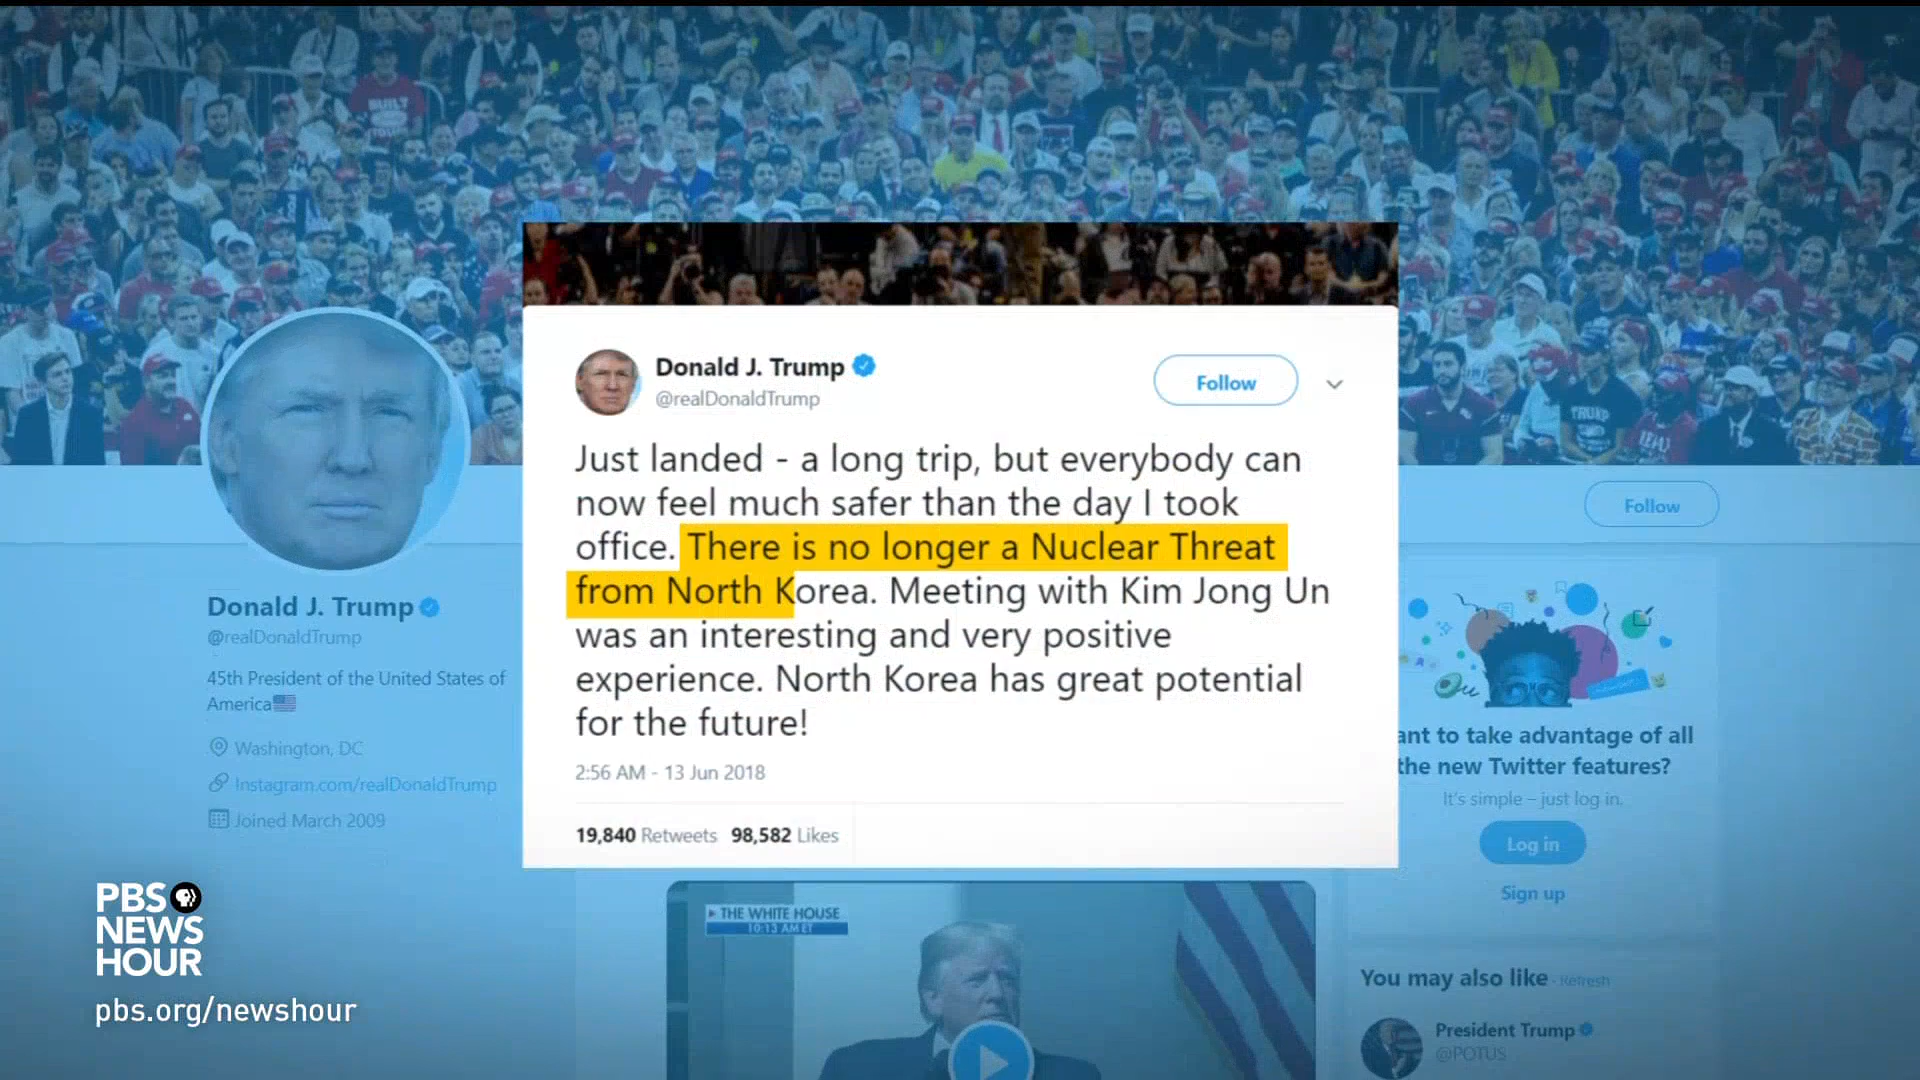 BUILT
TRUMP
Donald J. Trump
@realDonaldTrump
Follow
Just landed - a long trip, but everybody can
now feel much safer than the day I took
office. There is no longer a Nuclear Threat
from North Korea. Meeting with Kim Jong Un
was an interesting and very positive
experience. North Korea has great potential
for the future!
2:56 AM - 13 Jun 2018
19,840 Retweets 98,582 Likes
Donald J. Trump
@realDonaldTrump
45th President of the United States of
America
Washington, DC
Instagram.com/realDonaldTrump
Joined March 2009
Follow
ant to take advantage of all
the new Twitter features?
It's simple – just log in.
Log in
Sign up
You may also like · Refresh
President Trump
@POTUS
THE WHITE HOUSE
10:13 AM ET
PBS
NEWS
HOUR
pbs.org/newshour